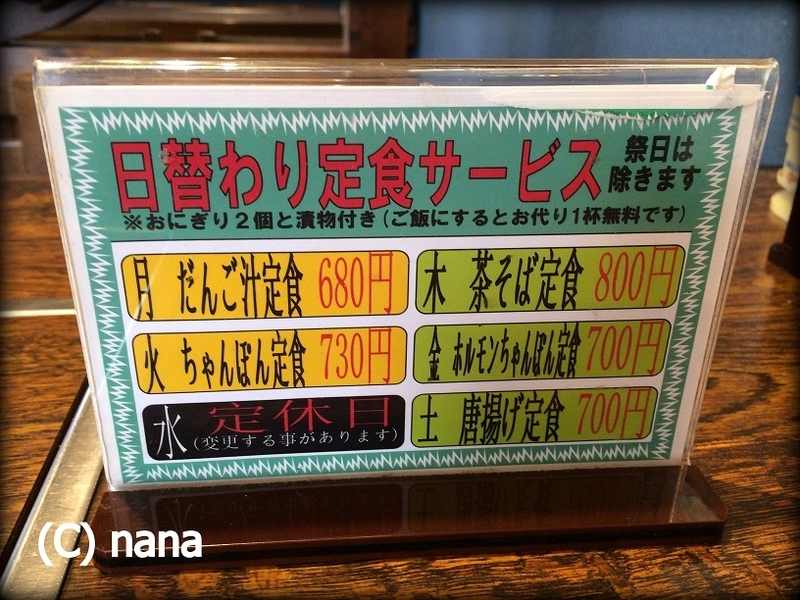 日替わり定食サービス 祭日は
除きます
※おにぎり2個と漬物付き(ご飯にするとお代り1杯無料です)
月 だんご汁定食 680円
火 ちゃんぽん定食 730円
水 定休日
(変更する事があります)
木 茶そば定食 800円
金 ホルモンちゃんぽん定食 700円
土 唐揚げ定食 700円
(C) nana